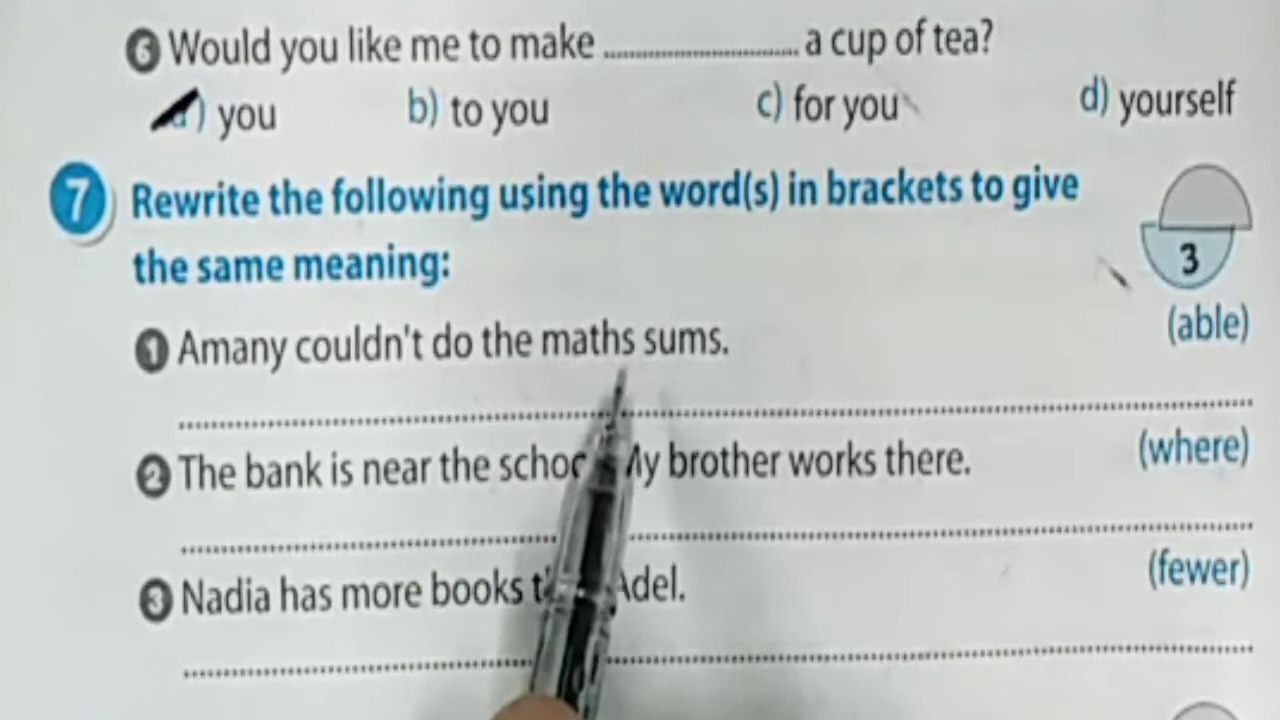 6 Would you like me to make .................... a cup of tea?
a) you b) to you c) for you d) yourself
7 Rewrite the following using the word(s) in brackets to give
the same meaning:
3
1 Amany couldn't do the maths sums. (able)
2 The bank is near the My brother works there. (where)
3 Nadia has more books Adel. (fewer)